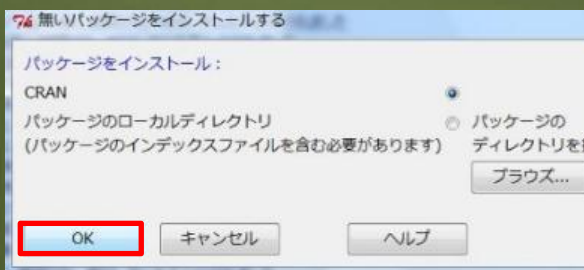 無いパッケージをインストールする
パッケージをインストール：
CRAN
パッケージのローカルディレクトリ
(パッケージのインデックスファイルを含む必要があります)
パッケージの
ディレクトリを
ブラウズ...
OK
キャンセル
ヘルプ